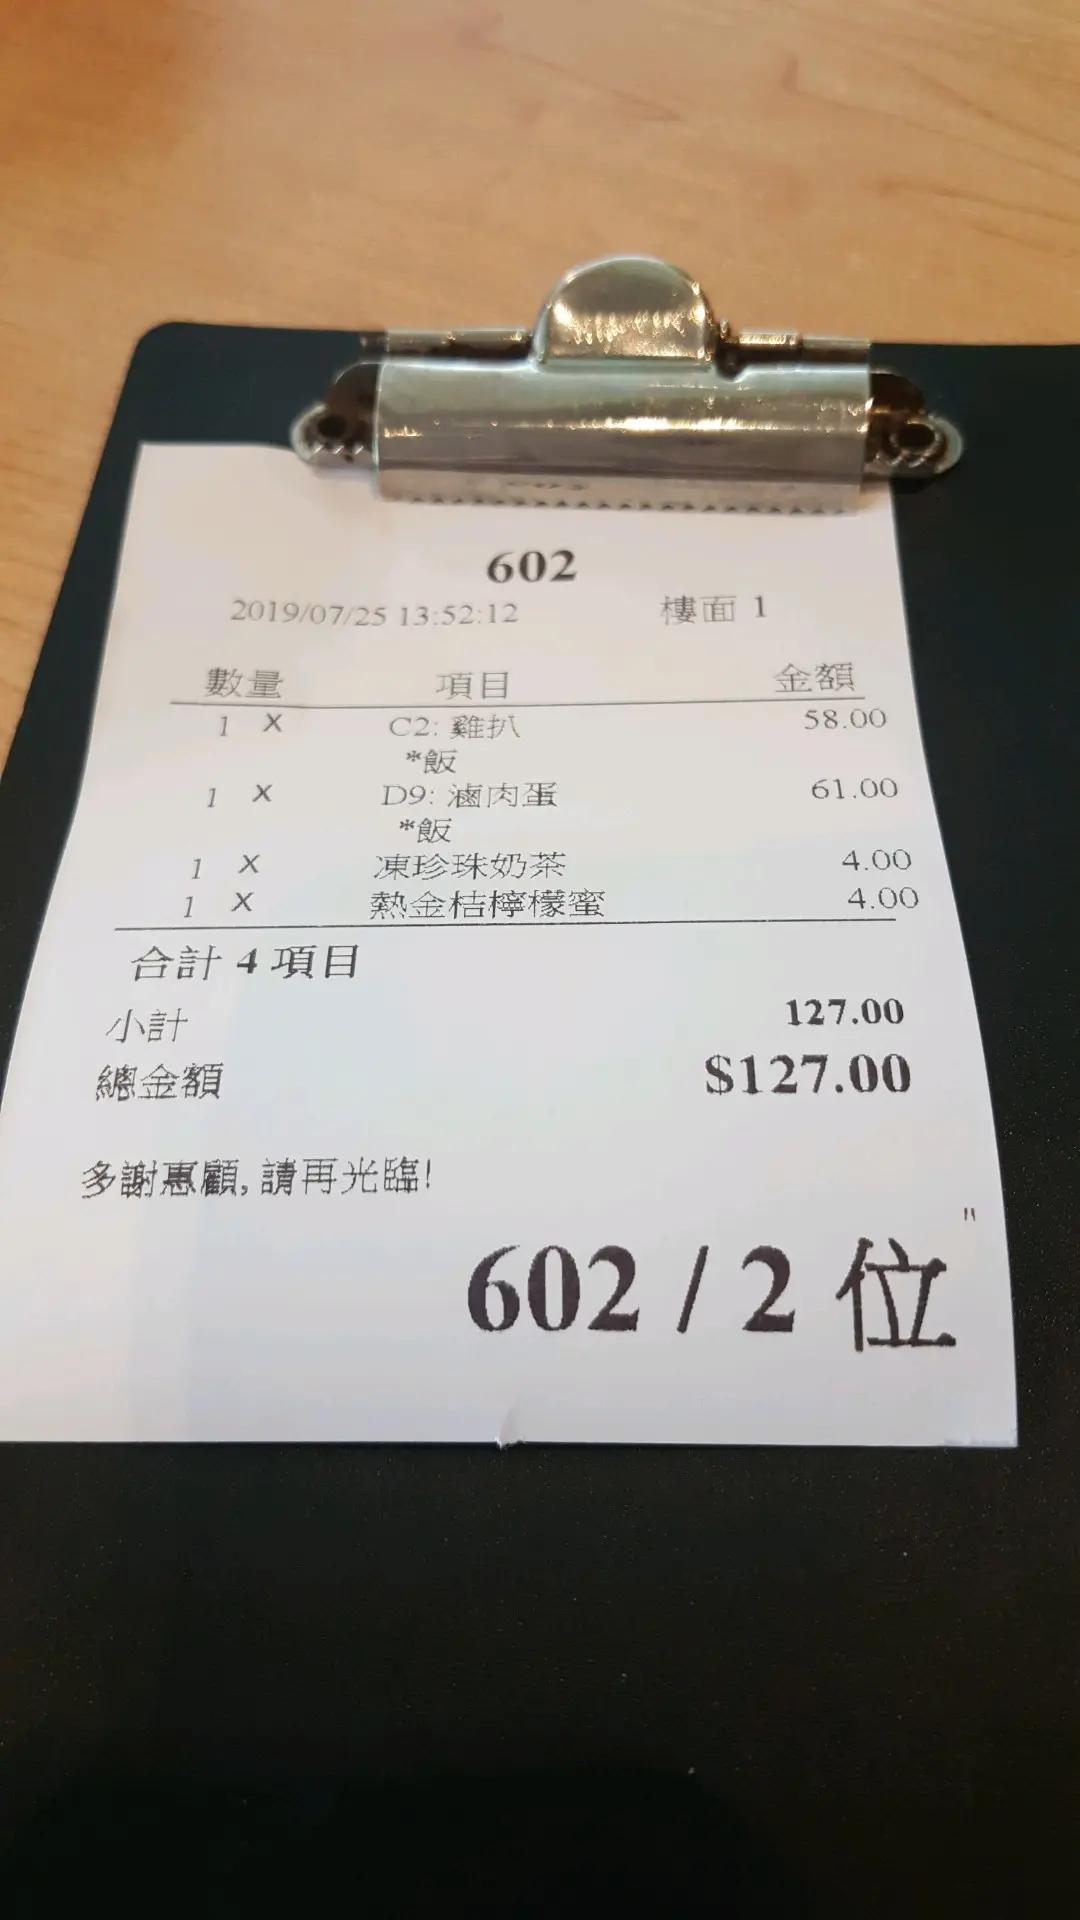 602
2019/07/25 13:52:12 樓面 1
數量 項目 金額
1 X C2: 雞扒 58.00
*飯
1 X D9: 滷肉蛋 61.00
*飯
1 X 凍珍珠奶茶 4.00
1 X 熱金桔檸檬蜜 4.00
合計 4 項目
小計 127.00
總金額 $127.00
多謝惠顧, 請再光臨!
"
602 / 2 位